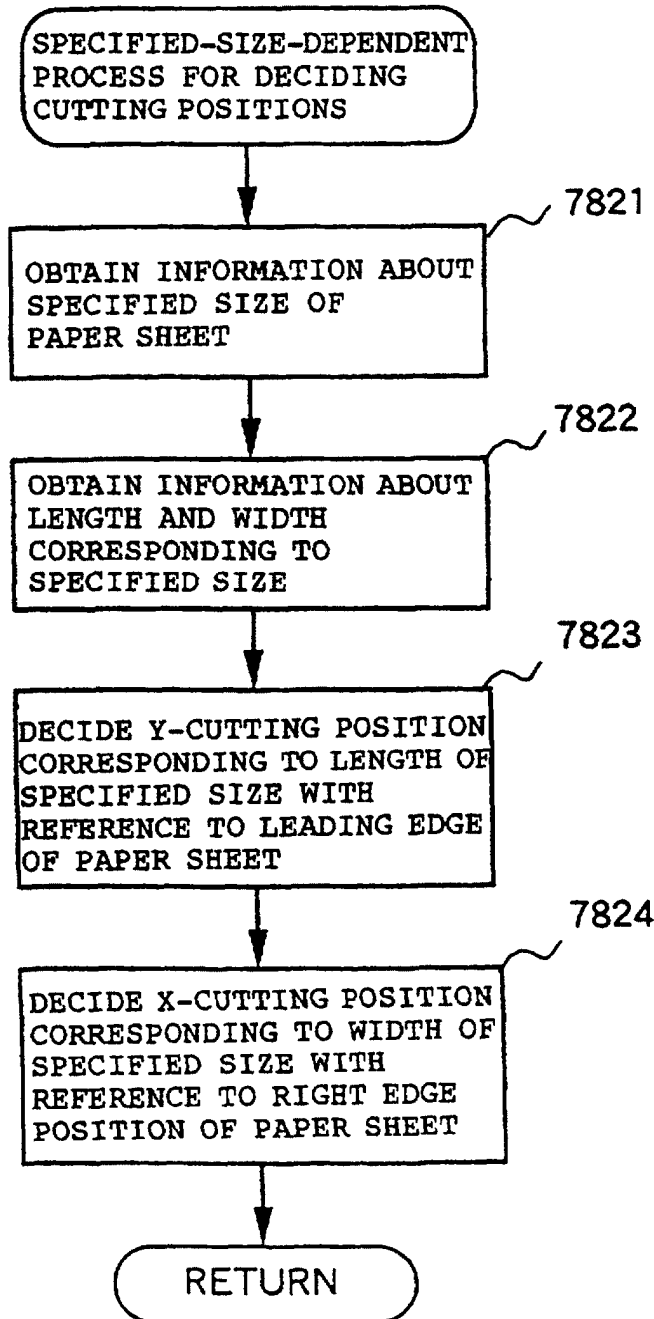 SPECIFIED-SIZE-DEPENDENT
PROCESS FOR DECIDING
CUTTING POSITIONS
7821
OBTAIN INFORMATION ABOUT
SPECIFIED SIZE OF
PAPER SHEET
7822
OBTAIN INFORMATION ABOUT
LENGTH AND WIDTH
CORRESPONDING TO
SPECIFIED SIZE
7823
DECIDE Y-CUTTING POSITION
CORRESPONDING TO LENGTH OF
SPECIFIED SIZE WITH
REFERENCE TO LEADING EDGE
OF PAPER SHEET
7824
DECIDE X-CUTTING POSITION
CORRESPONDING TO WIDTH OF
SPECIFIED SIZE WITH
REFERENCE TO RIGHT EDGE
POSITION OF PAPER SHEET
RETURN